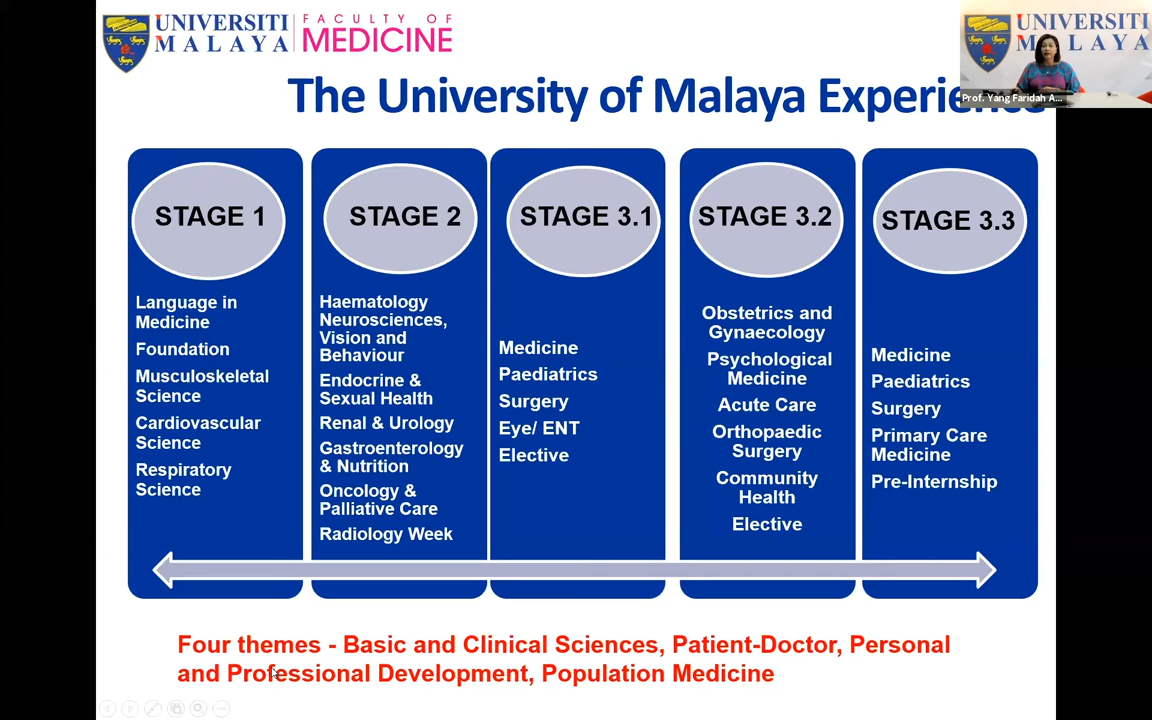 UNIVERSITI
MALAYA
FACULTY OF
MEDICINE
UNIVERSITI
MALAYA
Prof. Yang Faridah A...
The University of Malaya Experience
STAGE 1
Language in
Medicine
Foundation
Musculoskeletal
Science
Cardiovascular
Science
Respiratory
Science
STAGE 2
Haematology
Neurosciences,
Vision and
Behaviour
Endocrine &
Sexual Health
Renal & Urology
Gastroenterology
& Nutrition
Oncology &
Palliative Care
Radiology Week
STAGE 3.1
Medicine
Paediatrics
Surgery
Eye/ ENT
Elective
STAGE 3.2
Obstetrics and
Gynaecology
Psychological
Medicine
Acute Care
Orthopaedic
Surgery
Community
Health
Elective
STAGE 3.3
Medicine
Paediatrics
Surgery
Primary Care
Medicine
Pre-Internship
Four themes - Basic and Clinical Sciences, Patient-Doctor, Personal
and Professional Development, Population Medicine